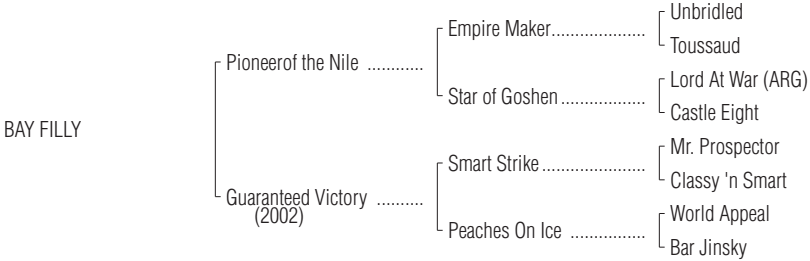 Unbridled
Empire Maker.....................
Toussaud
Pioneerof the Nile ............
Lord At War (ARG)
Star of Goshen...................
Castle Eight
BAY FILLY
Mr. Prospector
Smart Strike.......................
Classy 'n Smart
Guaranteed Victory ..........
(2002)
World Appeal
Peaches On Ice .................
Bar Jinsky